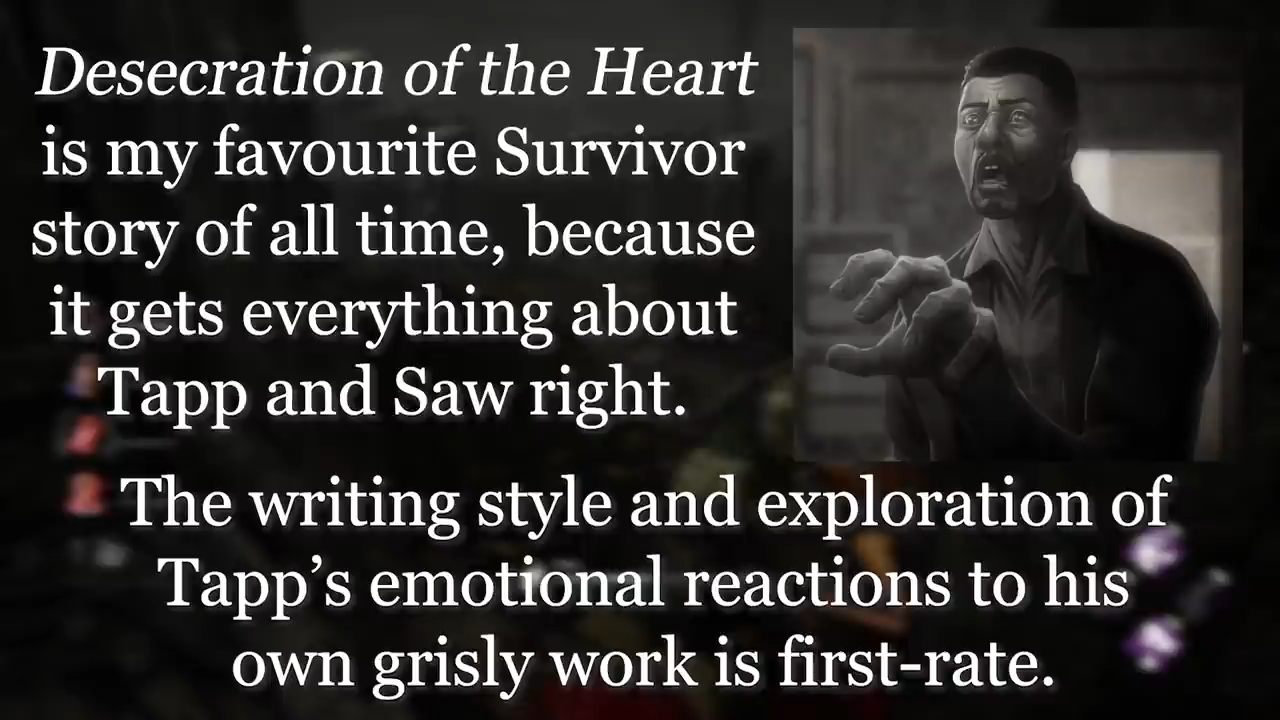 Desecration of the Heart
is my favourite Survivor
story of all time, because
it gets everything about
Tapp and Saw right.
The writing style and exploration of
Tapp’s emotional reactions to his
own grisly work is first-rate.